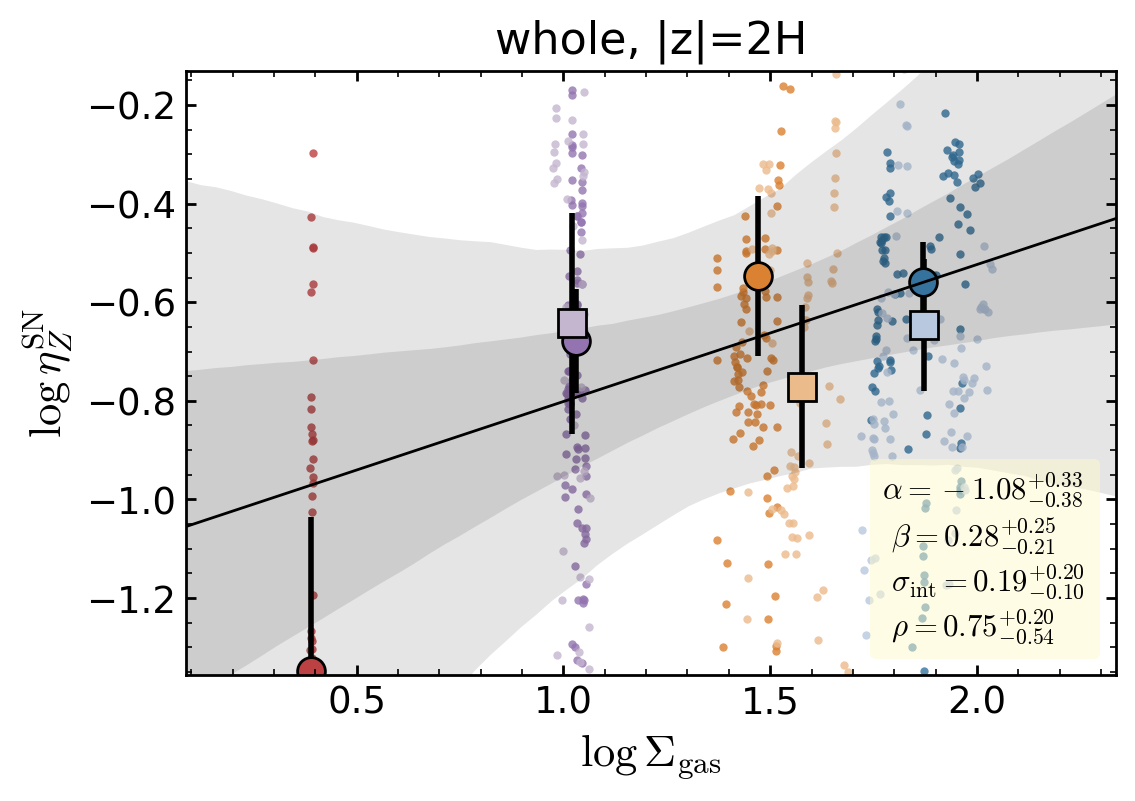 whole, |z|=2H
log η_Z^SN
−0.2
−0.4
−0.6
−0.8
−1.0
−1.2
α = −1.08^{+0.33}_{−0.38}
β = 0.28^{+0.25}_{−0.21}
σ_int = 0.19^{+0.20}_{−0.10}
ρ = 0.75^{+0.20}_{−0.54}
0.5 1.0 1.5 2.0
log Σ_gas